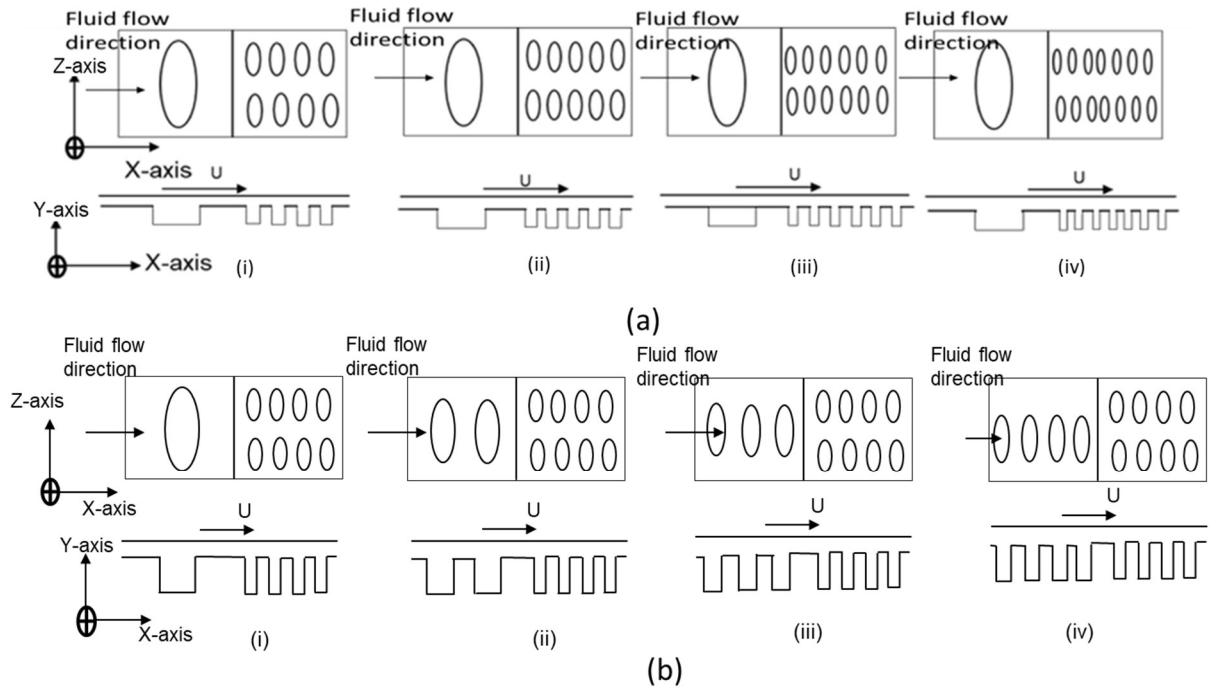 Fluid flow
direction
Z-axis
X-axis
U
Y-axis
X-axis
(i)
Fluid flow
direction
U
(ii)
Fluid flow
direction
U
(iii)
Fluid flow
direction
U
(iv)
(a)
Fluid flow
direction
Z-axis
X-axis
U
Y-axis
X-axis
(i)
Fluid flow
direction
U
(ii)
Fluid flow
direction
U
(iii)
Fluid flow
direction
U
(iv)
(b)